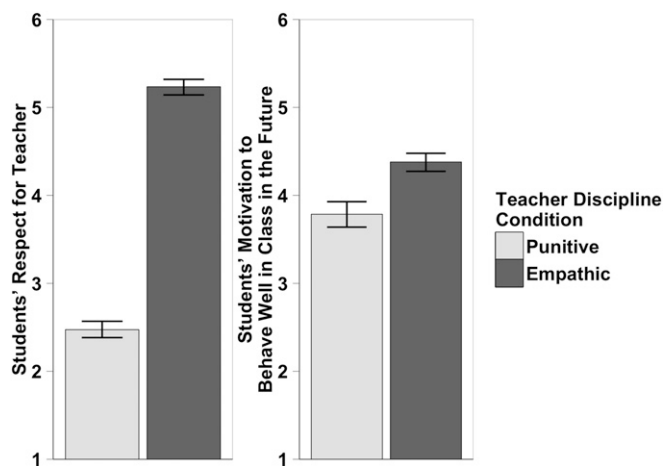 Students’ Respect for Teacher
6
5
4
3
2
1
Students’ Motivation to
Behave Well in Class in the Future
6
5
4
3
2
1
Teacher Discipline
Condition
Punitive
Empathic